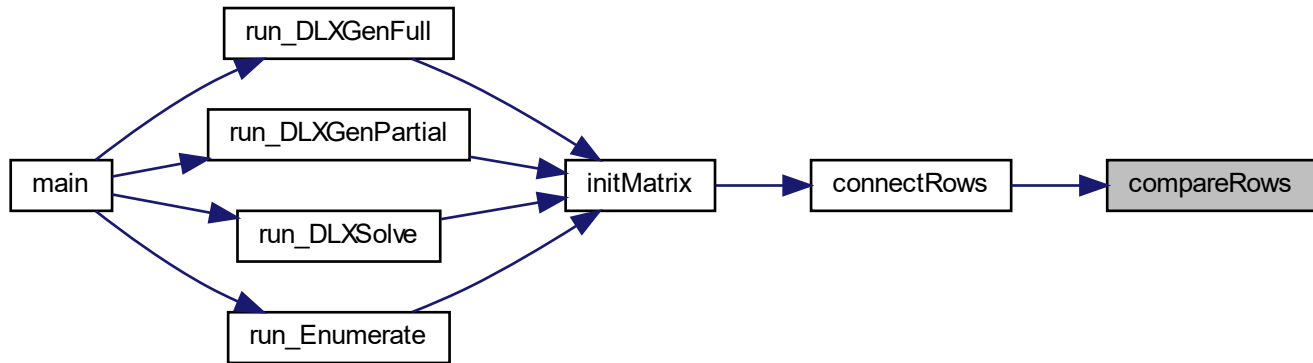 main
run_DLXGenFull
run_DLXGenPartial
run_DLXSolve
run_Enumerate
initMatrix
connectRows
compareRows